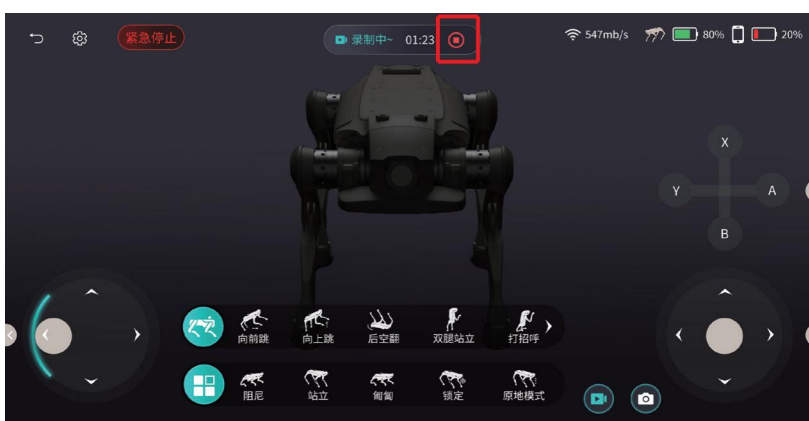 紧急停止
录制中~ 01:23
547mb/s
80%
20%
X
Y
A
B
向前跳
向上跳
后空翻
双腿站立
打招呼
阻尼
站立
匍匐
锁定
原地模式